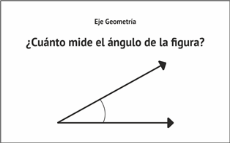 Eje Geometría
¿Cuánto mide el ángulo de la figura?